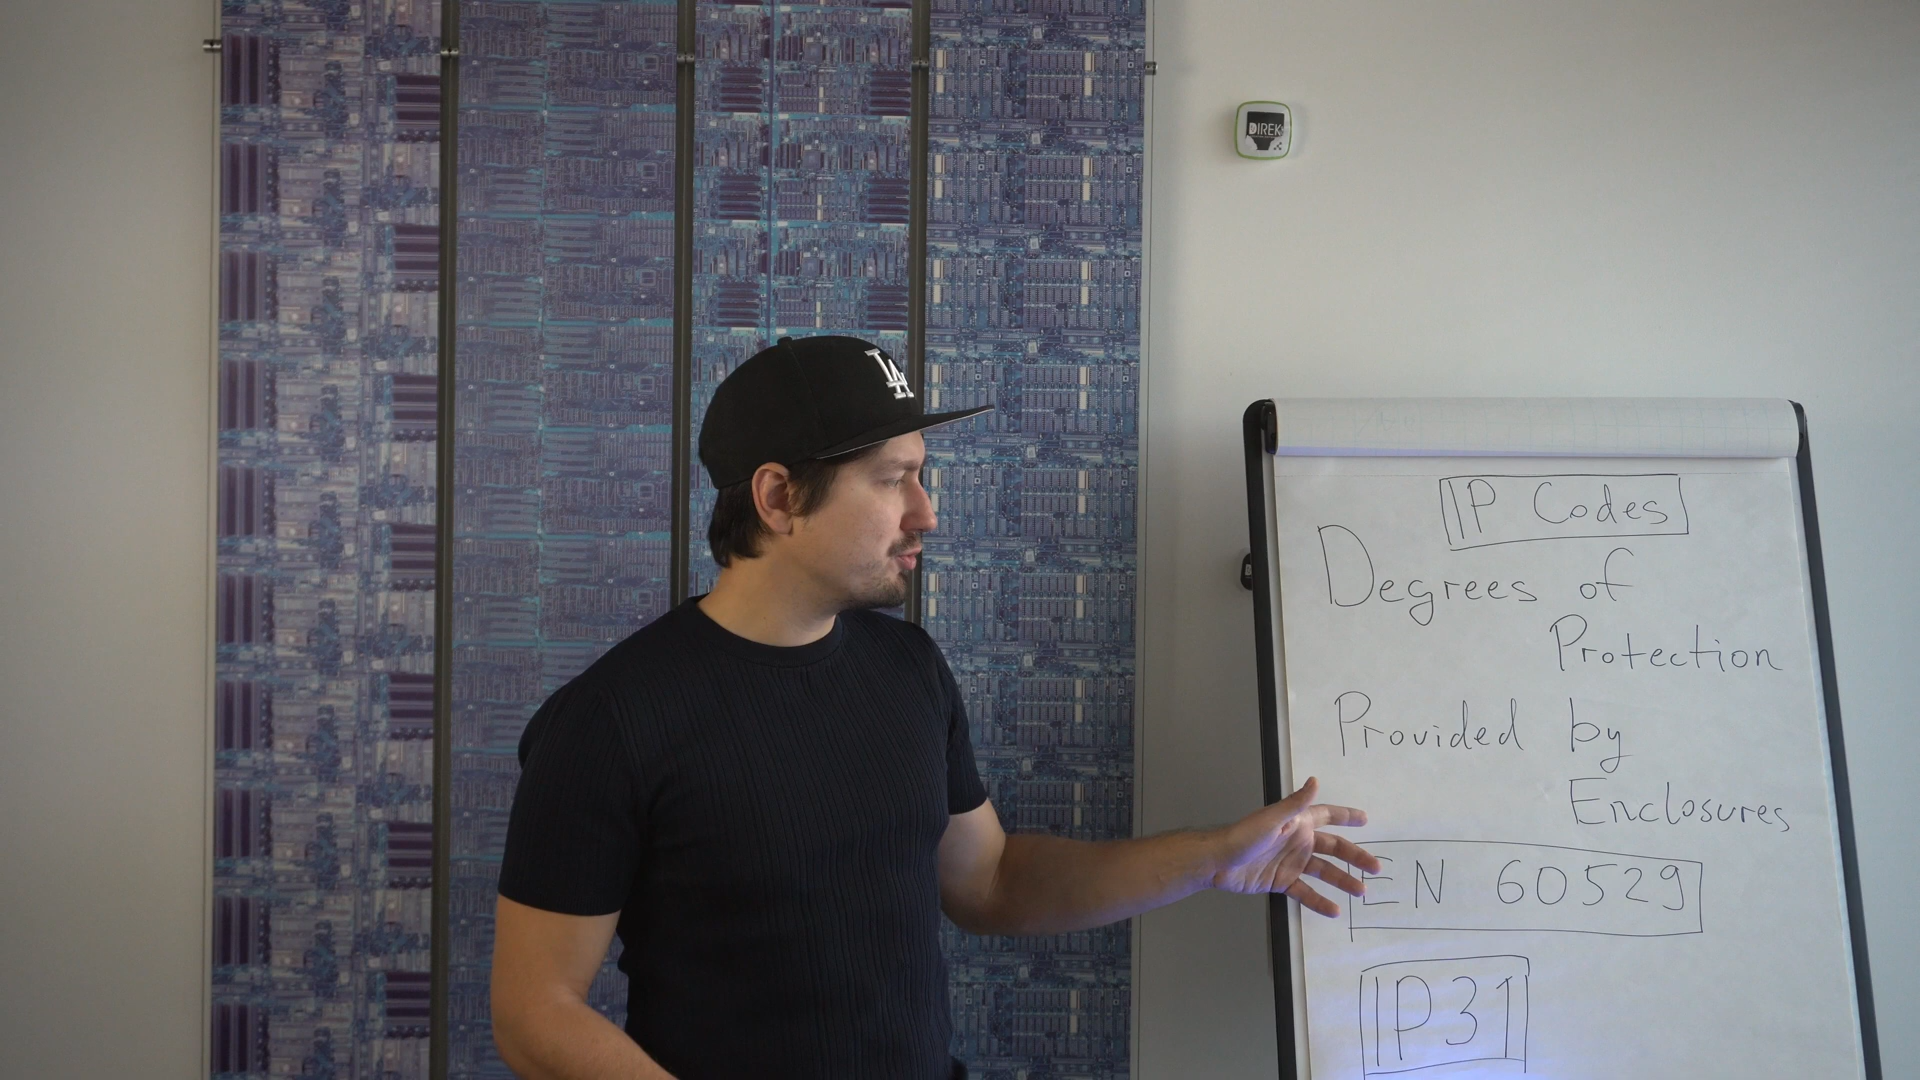 DIREK
LA
IP Codes
Degrees of
Protection
Provided by
Enclosures
EN 60529
IP31